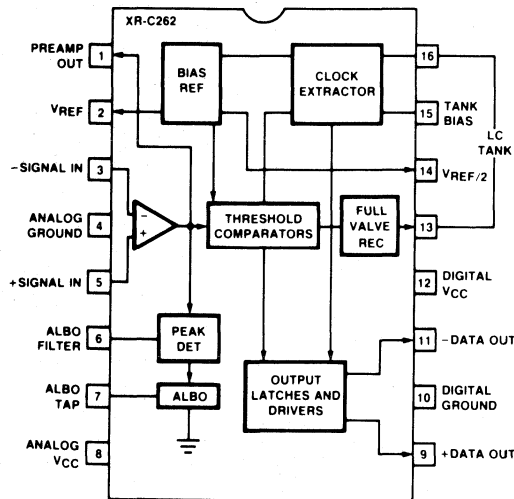 XR-C262
PREAMP
OUT
1
VREF
2
−SIGNAL IN
3
ANALOG
GROUND
4
+SIGNAL IN
5
ALBO
FILTER
6
ALBO
TAP
7
ANALOG
VCC
8
BIAS
REF
CLOCK
EXTRACTOR
−
+
THRESHOLD
COMPARATORS
FULL
VALVE
REC
PEAK
DET
ALBO
OUTPUT
LATCHES AND
DRIVERS
16
15
TANK
BIAS
LC
TANK
14
VREF/2
13
12
DIGITAL
VCC
11
−DATA OUT
10
DIGITAL
GROUND
9
+DATA OUT